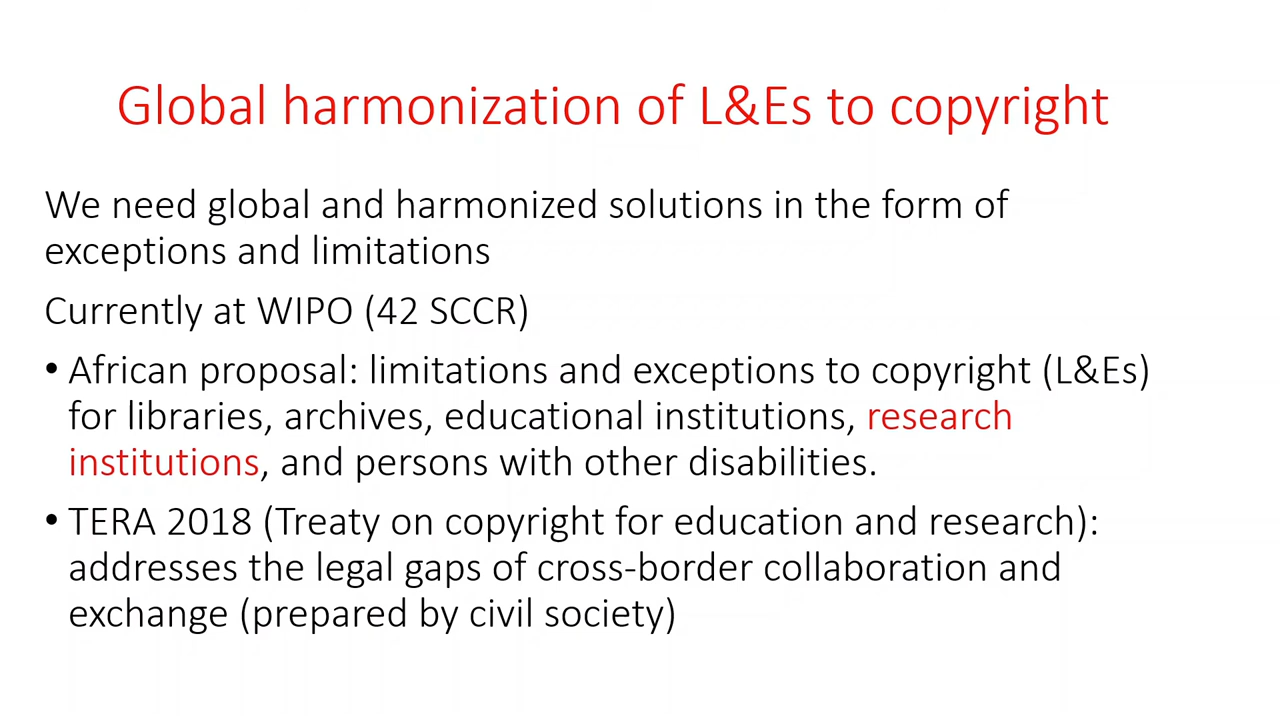 Global harmonization of L&Es to copyright
We need global and harmonized solutions in the form of
exceptions and limitations
Currently at WIPO (42 SCCR)
• African proposal: limitations and exceptions to copyright (L&Es)
for libraries, archives, educational institutions, research
institutions, and persons with other disabilities.
• TERA 2018 (Treaty on copyright for education and research):
addresses the legal gaps of cross-border collaboration and
exchange (prepared by civil society)